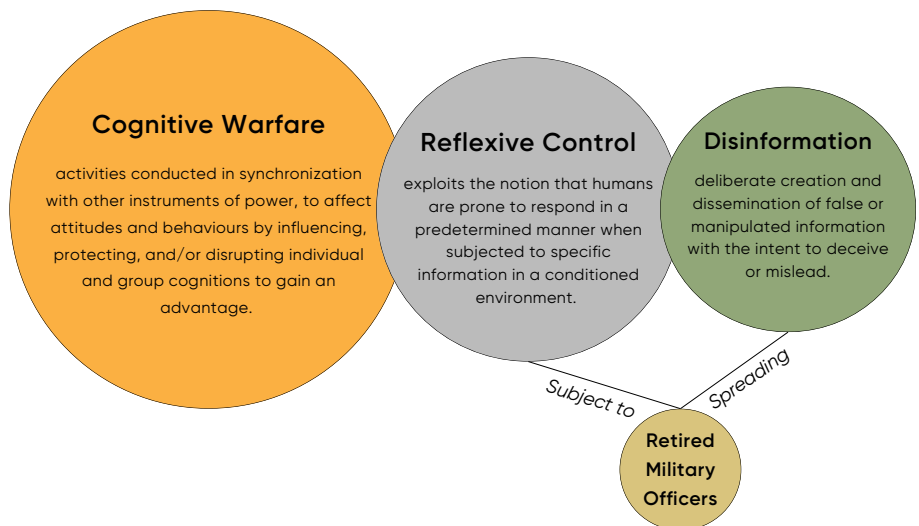 Cognitive Warfare
activities conducted in synchronization
with other instruments of power, to affect
attitudes and behaviours by influencing,
protecting, and/or disrupting individual
and group cognitions to gain an
advantage.
Reflexive Control
exploits the notion that humans
are prone to respond in a
predetermined manner when
subjected to specific
information in a conditioned
environment.
Disinformation
deliberate creation and
dissemination of false or
manipulated information
with the intent to deceive
or mislead.
Subject to
Spreading
Retired
Military
Officers